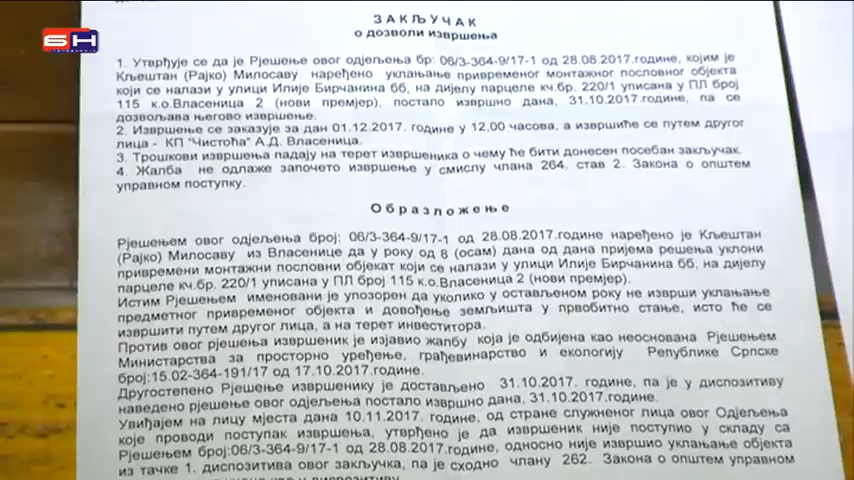 БН
ЗАКЉУЧАК
о дозволи извршења
1. Утврђује се да је Рјешење овог одјељења бр: 06/3-364-9/17-1 од 28.08.2017.године, којим је
Кљештан (Рајко) Милосаву наређено уклањање привременог монтажног пословног објекта
који се налази у улици Илије Бирчанина бб, на дијелу парцеле кч.бр. 220/1 уписана у ПЛ број
115 к.о.Власеница 2 (нови премјер), постало извршно дана, 31.10.2017.године, па се
дозвољава његово извршење.
2. Извршење се заказује за дан 01.12.2017. године у 12,00 часова, а извршиће се путем другог
лица - КП "Чистоћа" А.Д. Власеница.
3. Трошкови извршења падају на терет извршеника о чему ће бити донесен посебан закључак.
4. Жалба не одлаже започето извршење у смислу члана 264, став 2. Закона о општем
управном поступку.
Образложење
Рјешењем овог одјељења број: 06/3-364-9/17-1 од 28.08.2017.године наређено је Кљештан
(Рајко) Милосаву из Власенице да у року од 8 (осам) дана од дана пријема решења уклони
привремени монтажни пословни објекат који се налази у улици Илије Бирчанина бб, на дијелу
парцеле кч.бр. 220/1 уписана у ПЛ број 115 к.о.Власеница 2 (нови премјер).
Истим Рјешењем именовани је упозорен да уколико у остављеном року не изврши уклањање
предметног привременог објекта и довођење земљишта у првобитно стање, исто ће се
извршити путем другог лица, а на терет инвеститора.
Против овог рјешења извршеник је изјавио жалбу која је одбијена као неоснована Рјешењем
Министарства за просторно уређење, грађевинарство и екологију Републике Српске
број:15.02-364-191/17 од 17.10.2017.године.
Другостепено Рјешење извршенику је достављено 31.10.2017. године, па је у диспозитиву
наведено рјешење овог одјељења постало извршно дана, 31.10.2017.године.
Увиђајем на лицу мјеста дана 10.11.2017. године, од стране служненог лица овог Одјељења
које проводи поступак извршења, утврђено је да извршеник није поступио у складу са
Рјешењем број:06/3-364-9/17-1 од 28.08.2017.године, односно није извршио уклањање објекта
из тачке 1. диспозитива овог закључка, па је сходно члану 262. Закона о општем управном